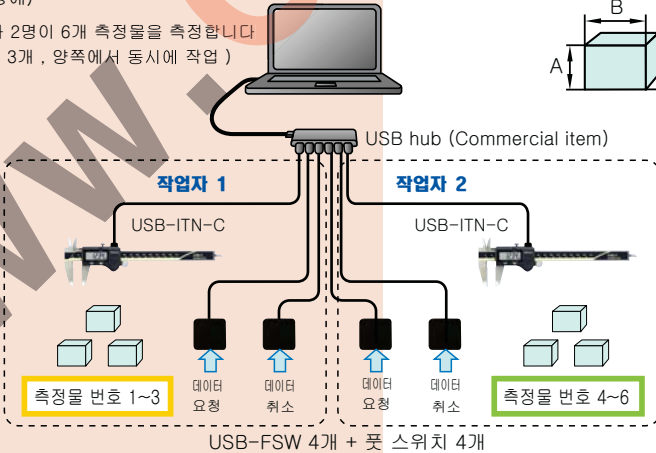 2명이 6개 측정물을 측정합니다
3개 , 양쪽에서 동시에 작업 )
B
A
USB hub (Commercial item)
작업자 1
작업자 2
USB-ITN-C
USB-ITN-C
데이터
요청
데이터
취소
데이터
요청
데이터
취소
측정물 번호 1~3
측정물 번호 4~6
USB-FSW 4개 + 풋 스위치 4개